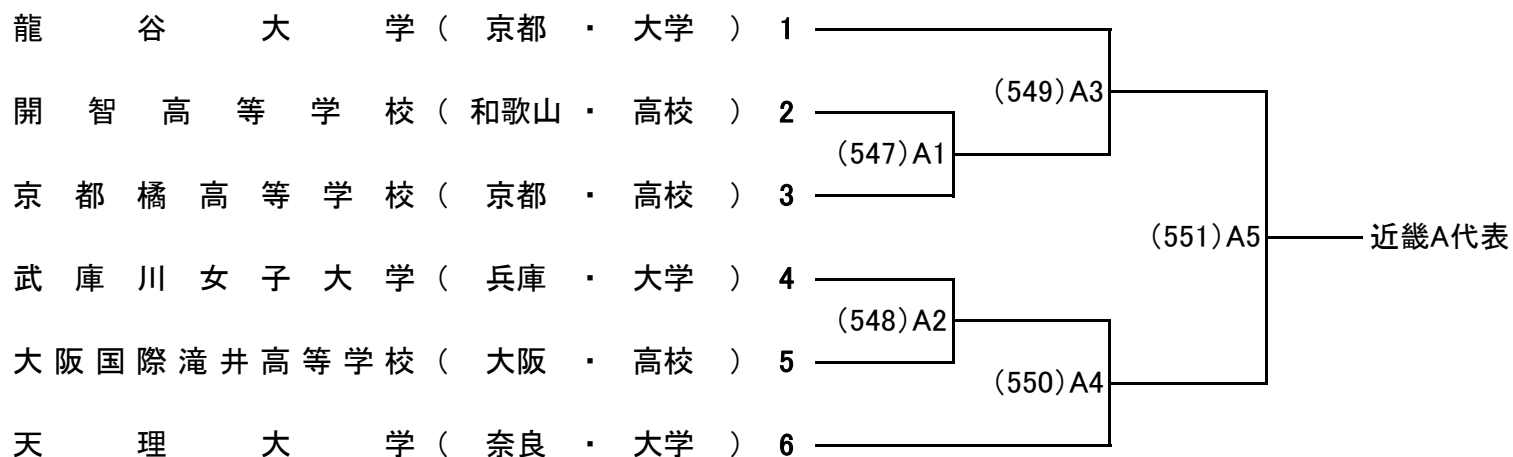 龍谷大学（京都・大学）1
(549)A3
開智高等学校（和歌山・高校）2
(547)A1
京都橘高等学校（京都・高校）3
(551)A5 近畿A代表
武庫川女子大学（兵庫・大学）4
(548)A2
大阪国際滝井高等学校（大阪・高校）5
(550)A4
天理大学（奈良・大学）6